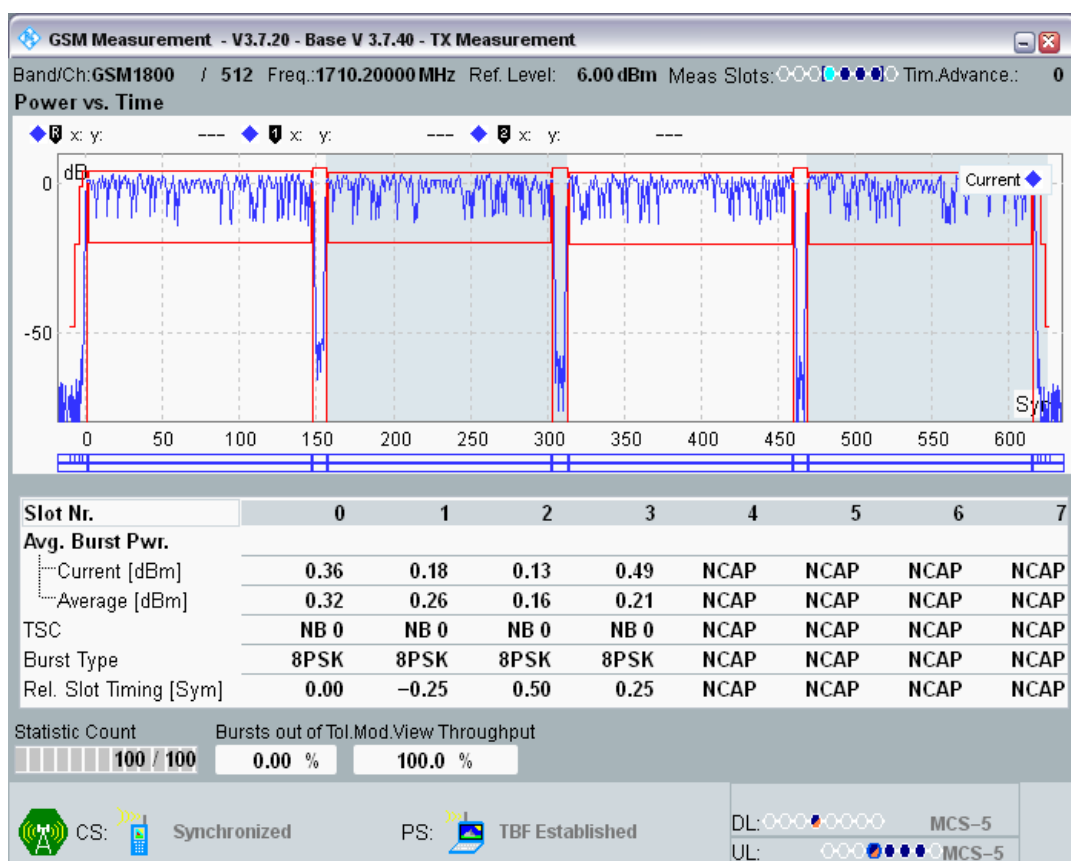 GSM Measurement - V3.7.20 - Base V 3.7.40 - TX Measurement
Band/Ch:GSM1800 / 512 Freq.:1710.20000 MHz Ref. Level: 6.00 dBm Meas Slots: Tim.Advance.: 0
Power vs. Time
R x: y: --- 1 x: y: --- 2 x: y: ---
Current
0
-50
0 50 100 150 200 250 300 350 400 450 500 550 600
Slot Nr. 0 1 2 3 4 5 6 7
Avg. Burst Pwr.
Current [dBm] 0.36 0.18 0.13 0.49 NCAP NCAP NCAP NCAP
Average [dBm] 0.32 0.26 0.16 0.21 NCAP NCAP NCAP NCAP
TSC NB 0 NB 0 NB 0 NB 0 NCAP NCAP NCAP NCAP
Burst Type 8PSK 8PSK 8PSK 8PSK NCAP NCAP NCAP NCAP
Rel. Slot Timing [Sym] 0.00 −0.25 0.50 0.25 NCAP NCAP NCAP NCAP
Statistic Count Bursts out of Tol.Mod.View Throughput
100 / 100 0.00 % 100.0 %
CS: Synchronized PS: TBF Established DL: MCS−5
UL: MCS−5